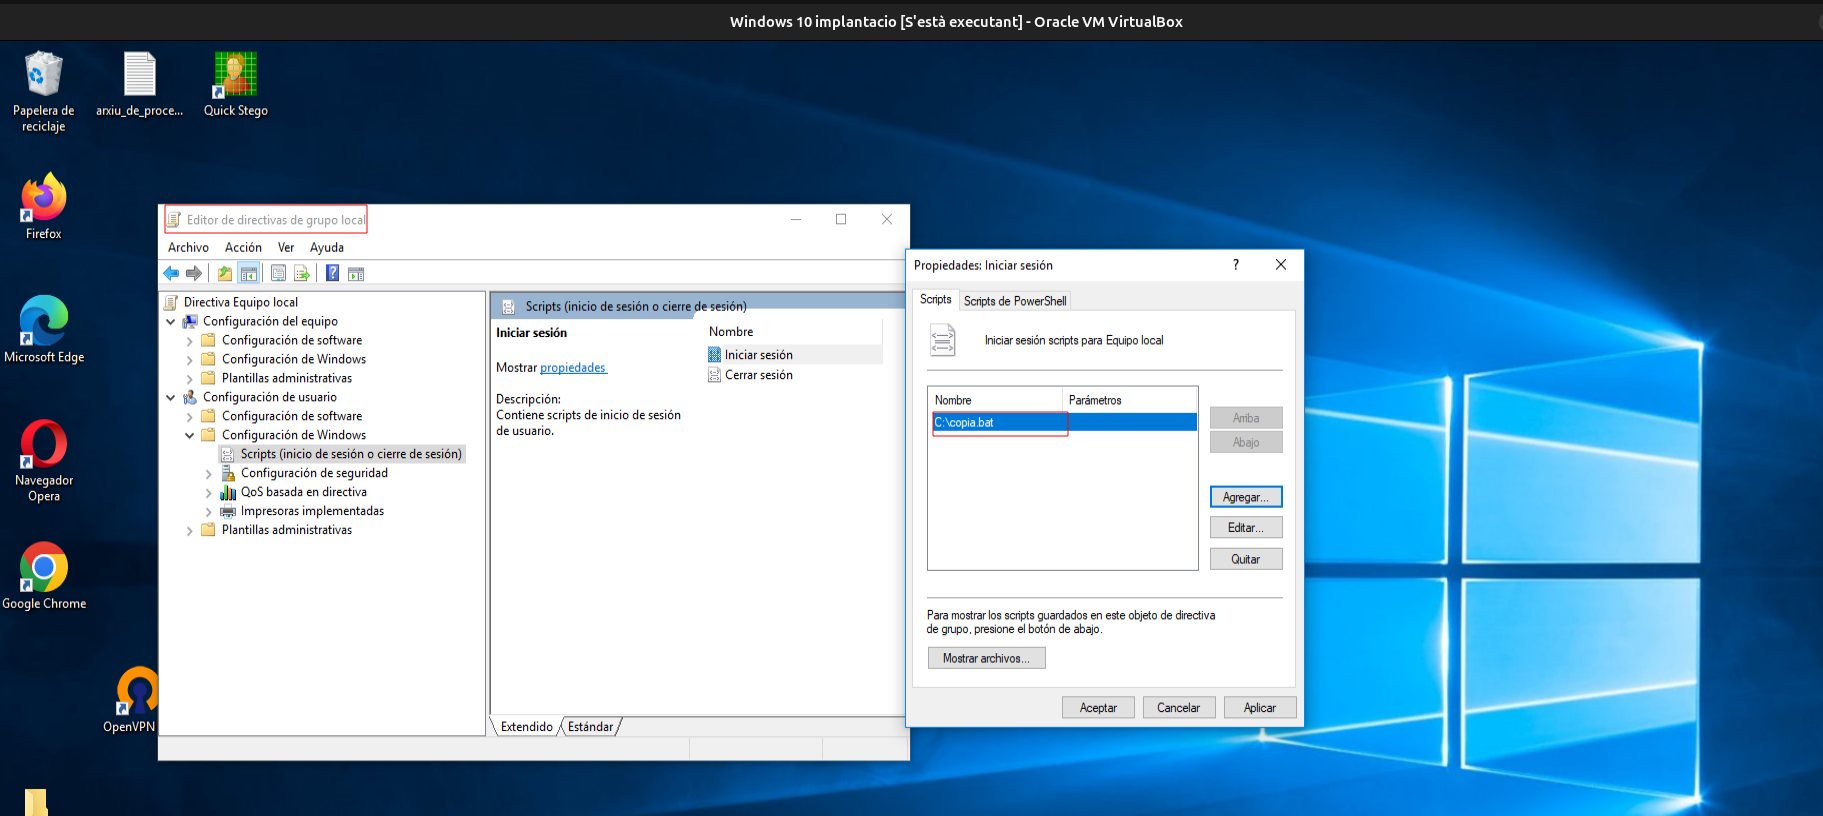 Windows 10 implantacio [S'està executant] - Oracle VM VirtualBox
Papelera de
reciclaje
arxiu_de_proce...
Quick Stego
Firefox
Microsoft Edge
Navegador
Opera
Google Chrome
OpenVPN
Editor de directivas de grupo local
Archivo Acción Ver Ayuda
Directiva Equipo local
Configuración del equipo
Configuración de software
Configuración de Windows
Plantillas administrativas
Configuración de usuario
Configuración de software
Configuración de Windows
Scripts (inicio de sesión o cierre de sesión)
Configuración de seguridad
QoS basada en directiva
Impresoras implementadas
Plantillas administrativas
Scripts (inicio de sesión o cierre de sesión)
Iniciar sesión
Mostrar propiedades
Descripción:
Contiene scripts de inicio de sesión
de usuario.
Nombre
Iniciar sesión
Cerrar sesión
Extendido Estándar
Propiedades: Iniciar sesión
?
Scripts Scripts de PowerShell
Iniciar sesión scripts para Equipo local
Nombre Parámetros
C:\copia.bat
Arriba
Abajo
Agregar...
Editar...
Quitar
Para mostrar los scripts guardados en este objeto de directiva
de grupo, presione el botón de abajo.
Mostrar archivos...
Aceptar Cancelar Aplicar